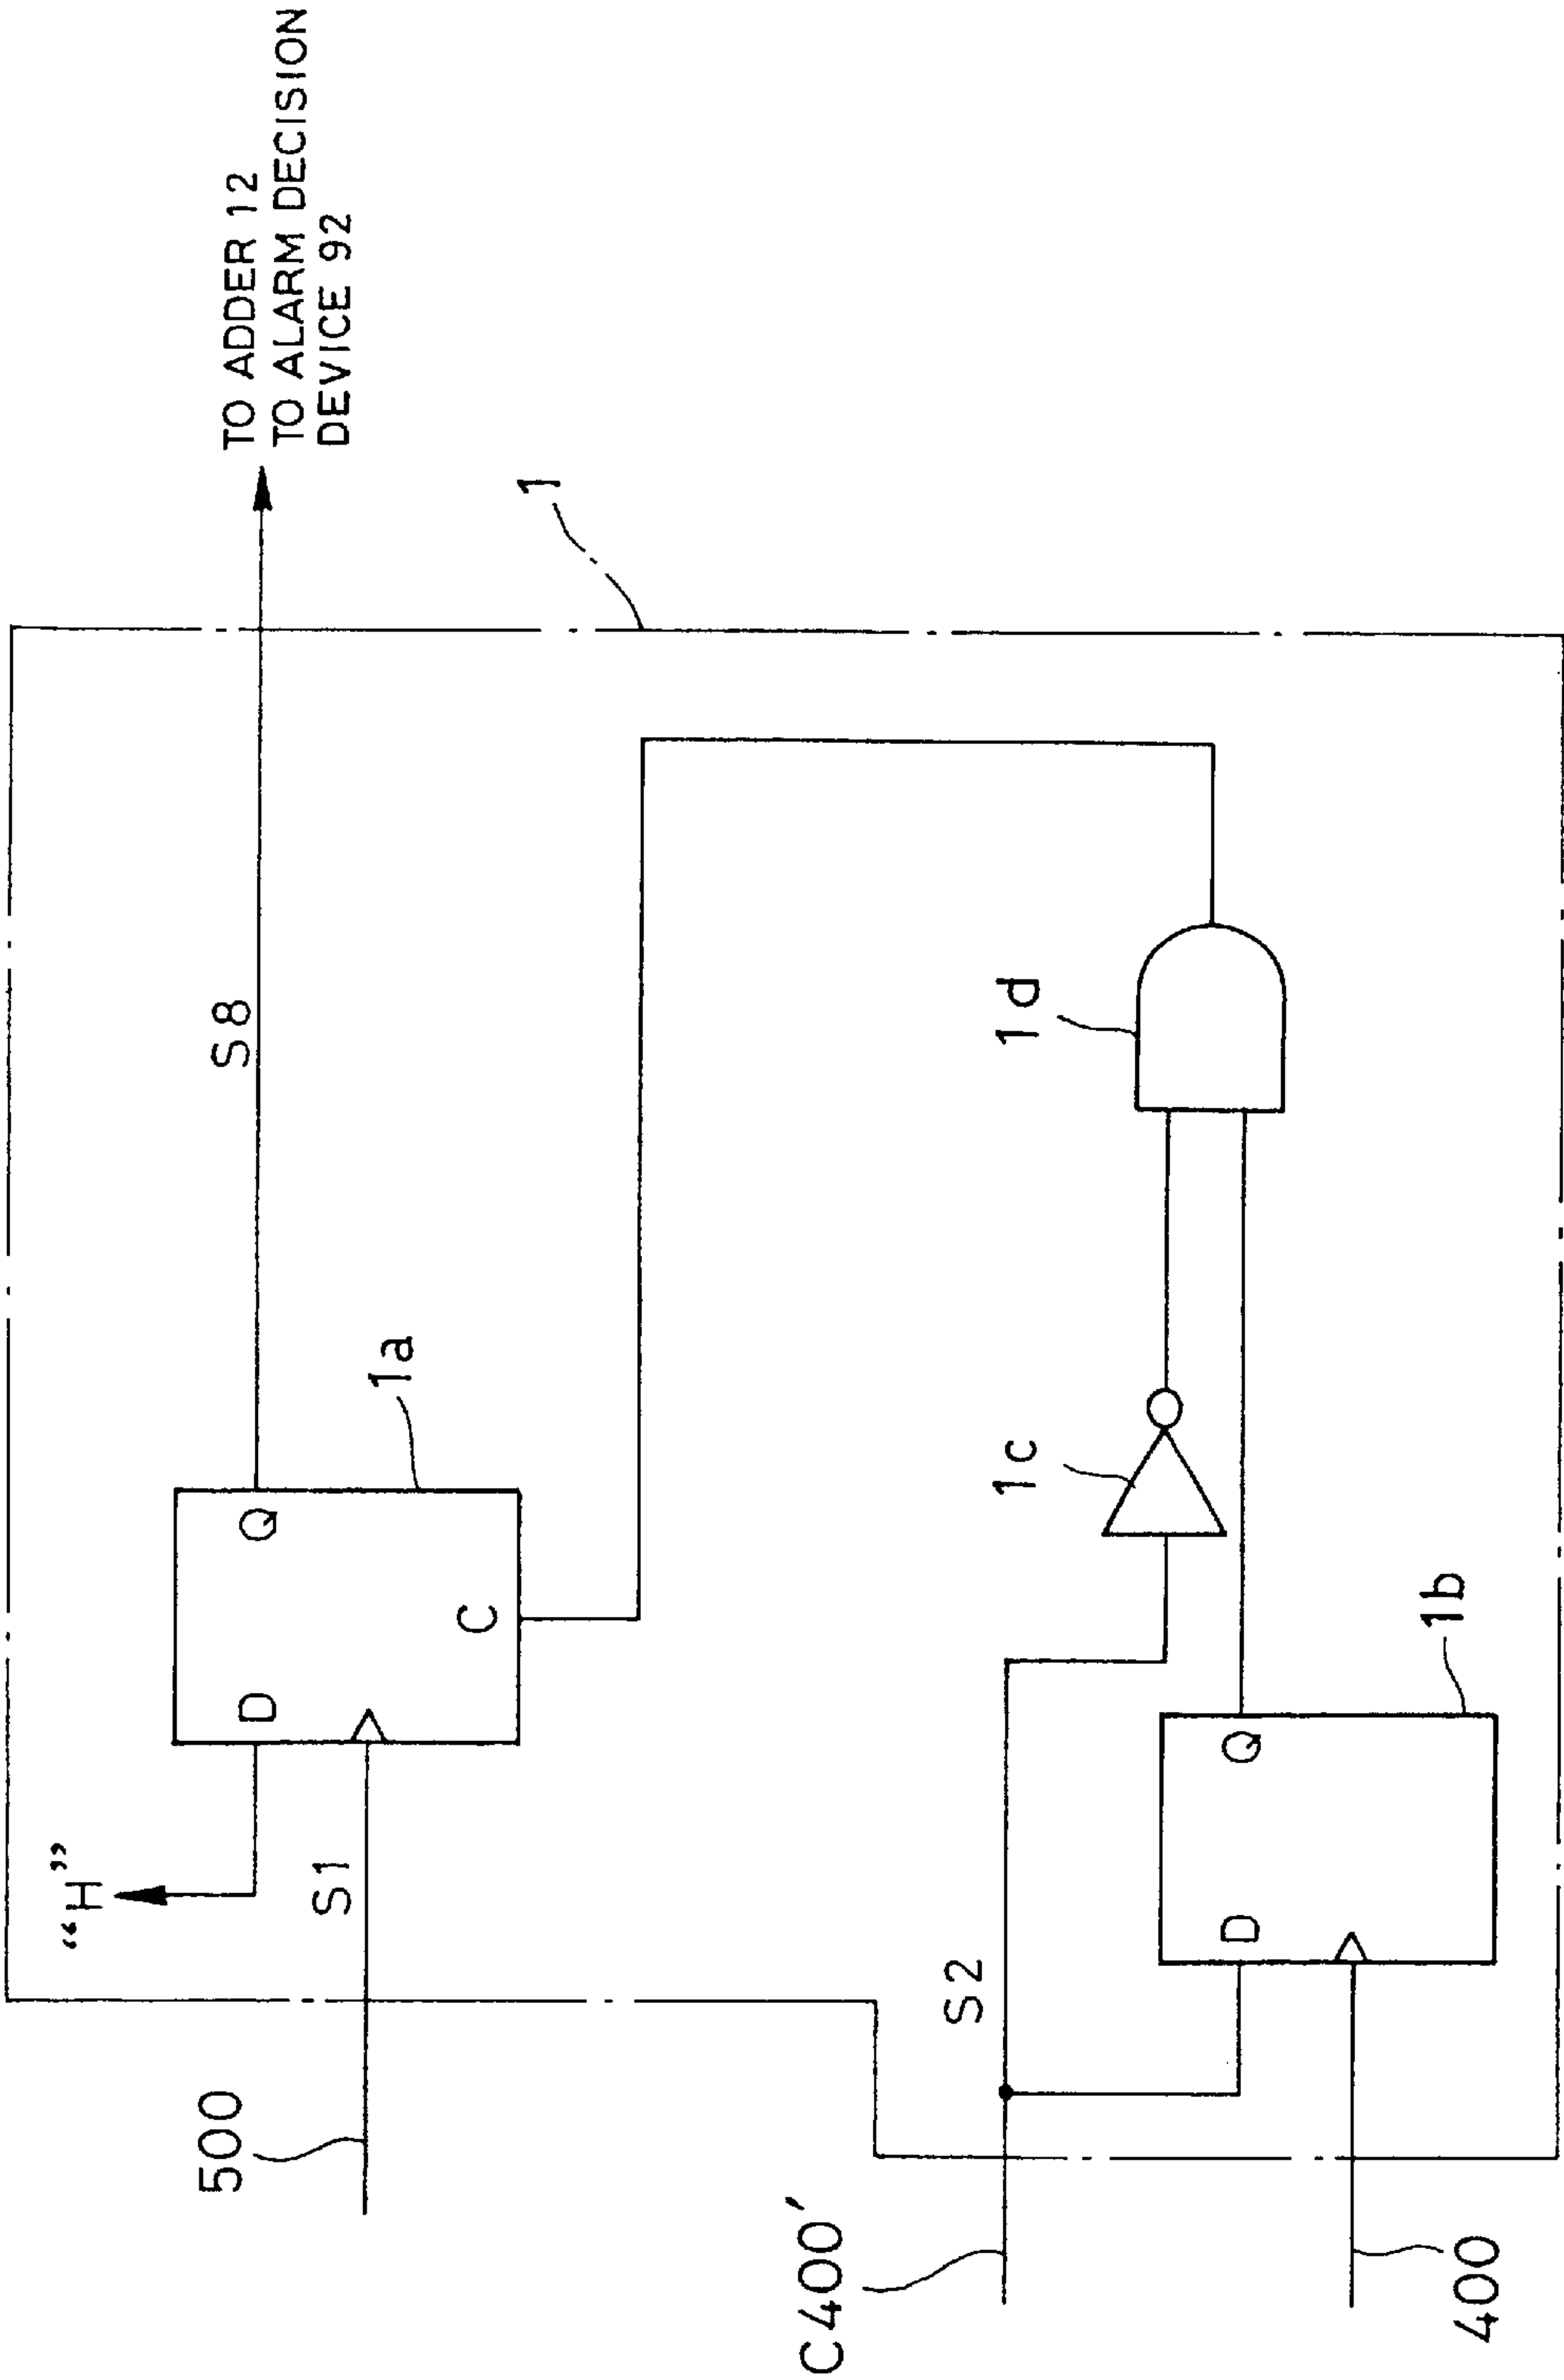 TO ADDER 12
TO ALARM DECISION
DEVICE 92
1
S8
"H"
D
Q
1a
C
S1
500
1d
1c
S2
C400'
D
Q
1b
400